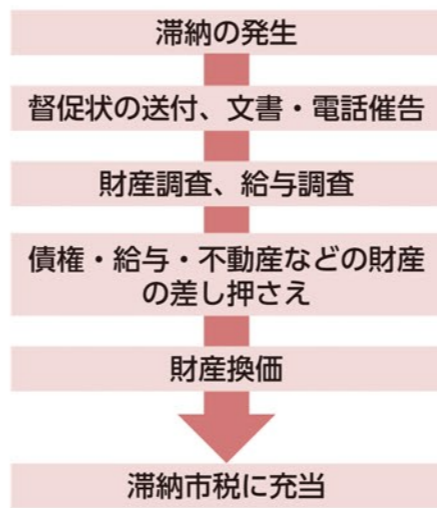 滞納の発生
督促状の送付、文書・電話催告
財産調査、給与調査
債権・給与・不動産などの財産
の差し押さえ
財産換価
滞納市税に充当